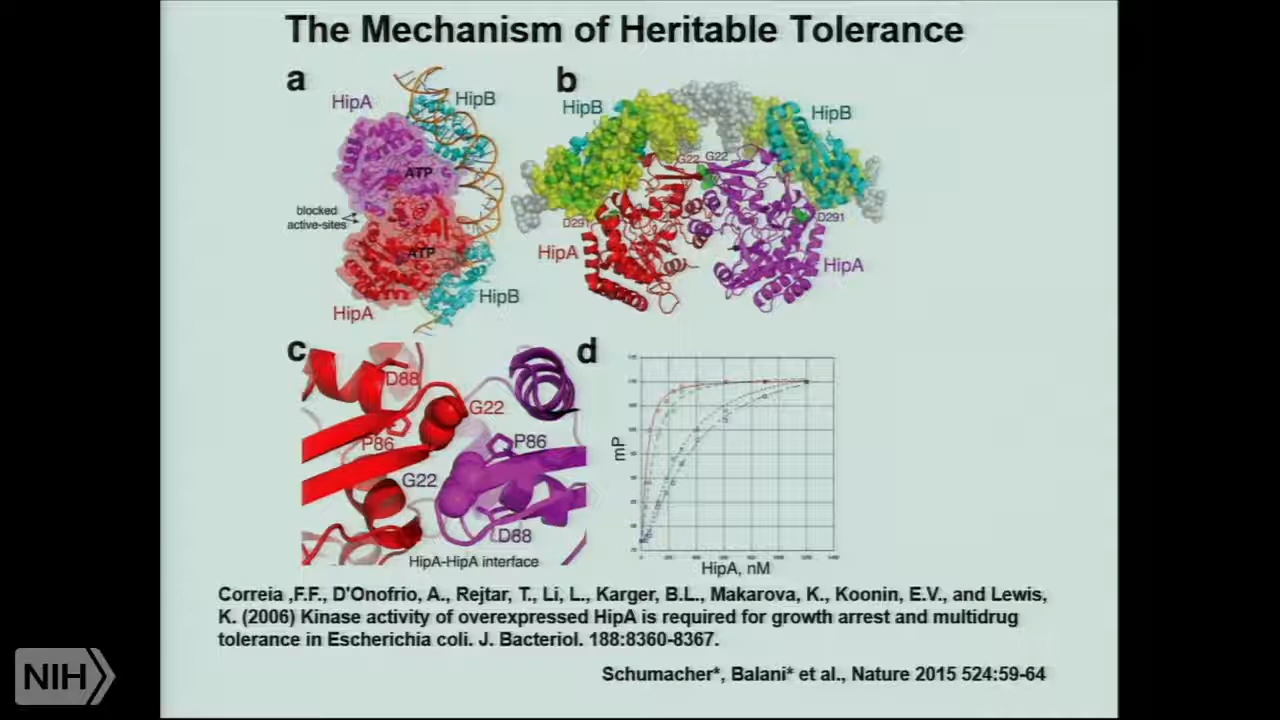 The Mechanism of Heritable Tolerance
a
HipA
HipB
ATP
blocked
active-sites
ATP
HipA
HipB
b
HipB
HipB
G22
G22
D291
D291
HipA
HipA
c
D88
G22
P86
P86
G22
D88
HipA-HipA interface
d
mP
HipA, nM
Correia ,F.F., D'Onofrio, A., Rejtar, T., Li, L., Karger, B.L., Makarova, K., Koonin, E.V., and Lewis,
K. (2006) Kinase activity of overexpressed HipA is required for growth arrest and multidrug
tolerance in Escherichia coli. J. Bacteriol. 188:8360-8367.
Schumacher*, Balani* et al., Nature 2015 524:59-64
NIH